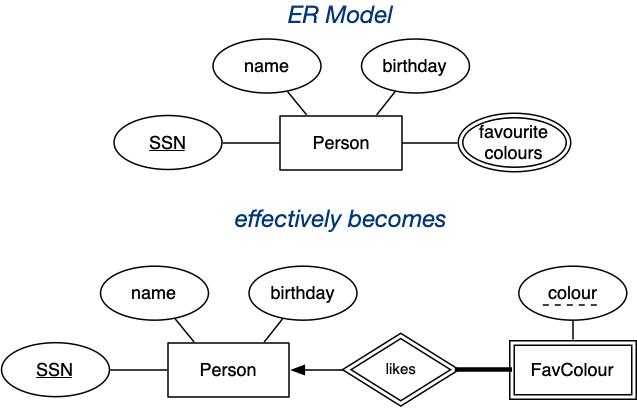 ER Model
name
birthday
SSN
Person
favourite
colours
effectively becomes
name
birthday
colour
SSN
Person
likes
FavColour